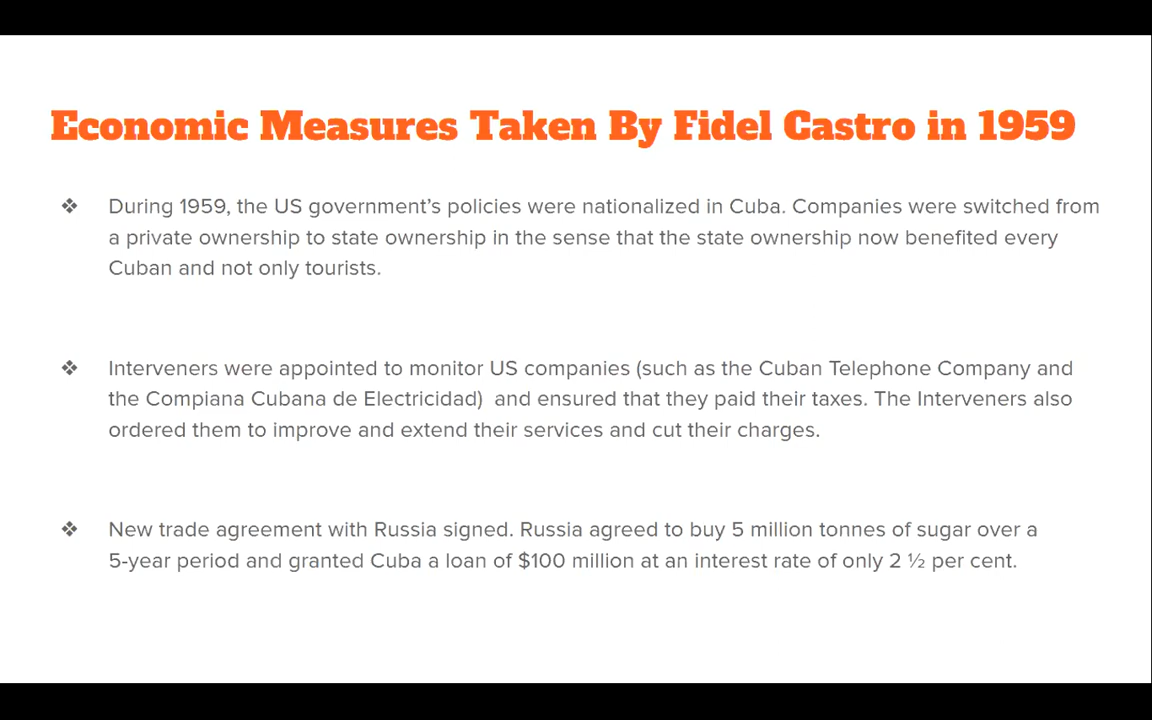 Economic Measures Taken By Fidel Castro in 1959
❖ During 1959, the US government’s policies were nationalized in Cuba. Companies were switched from
a private ownership to state ownership in the sense that the state ownership now benefited every
Cuban and not only tourists.
❖ Interveners were appointed to monitor US companies (such as the Cuban Telephone Company and
the Compiana Cubana de Electricidad)  and ensured that they paid their taxes. The Interveners also
ordered them to improve and extend their services and cut their charges.
❖ New trade agreement with Russia signed. Russia agreed to buy 5 million tonnes of sugar over a
5-year period and granted Cuba a loan of $100 million at an interest rate of only 2 ½ per cent.